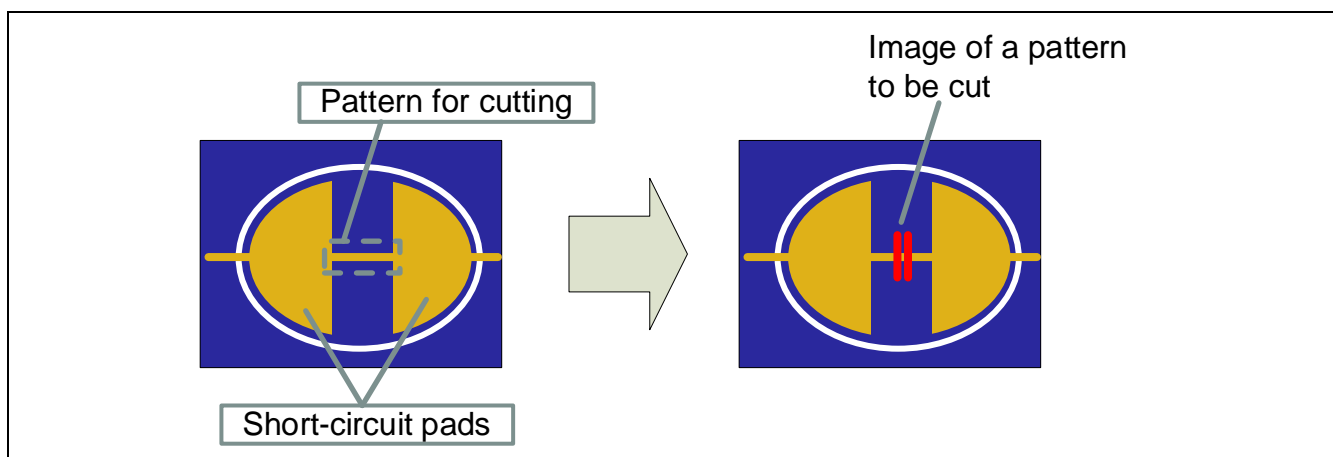 Pattern for cutting
Image of a pattern
to be cut
Short-circuit pads